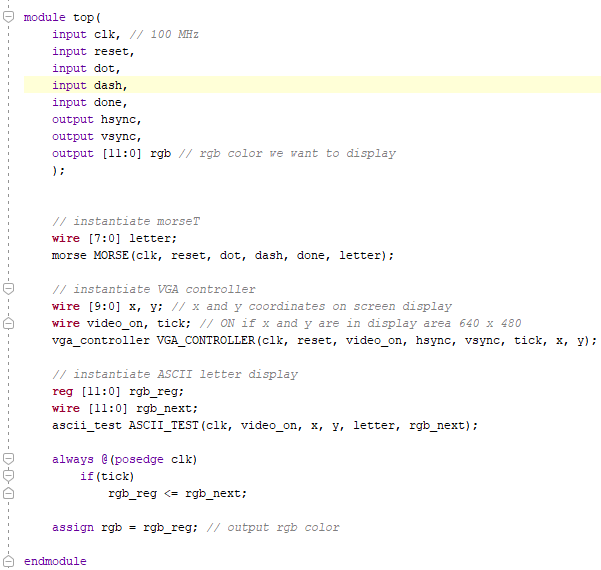 module top(
    input clk, // 100 MHz
    input reset,
    input dot,
    input dash,
    input done,
    output hsync,
    output vsync,
    output [11:0] rgb // rgb color we want to display
    );
    // instantiate morseT
    wire [7:0] letter;
    morse MORSE(clk, reset, dot, dash, done, letter);
    // instantiate VGA controller
    wire [9:0] x, y; // x and y coordinates on screen display
    wire video_on, tick; // ON if x and y are in display area 640 x 480
    vga_controller VGA_CONTROLLER(clk, reset, video_on, hsync, vsync, tick, x, y);
    // instantiate ASCII letter display
    reg [11:0] rgb_reg;
    wire [11:0] rgb_next;
    ascii_test ASCII_TEST(clk, video_on, x, y, letter, rgb_next);
    always @(posedge clk)
        if(tick)
            rgb_reg <= rgb_next;
    assign rgb = rgb_reg; // output rgb color
endmodule